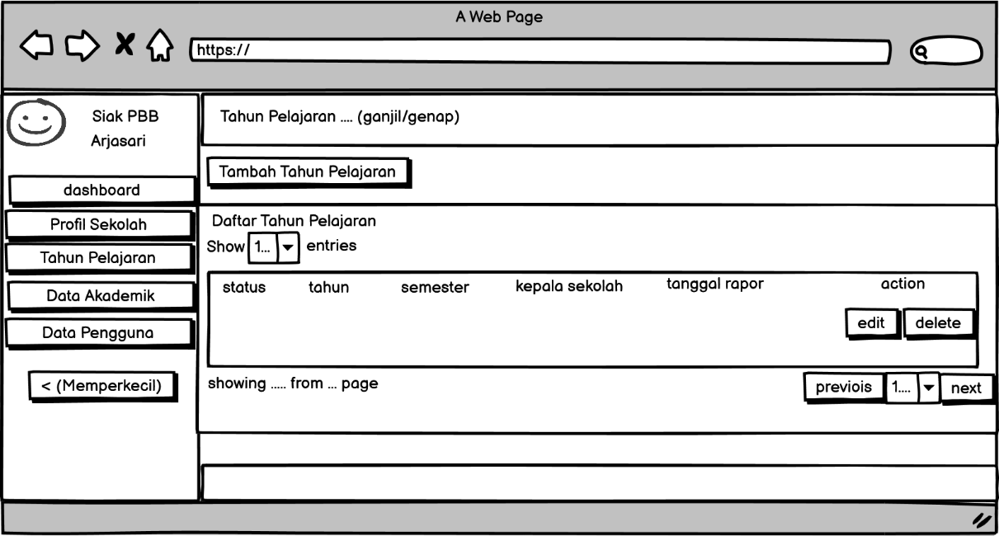 A Web Page
https://
Siak PBB
Arjasari
Tahun Pelajaran .... (ganjil/genap)
Tambah Tahun Pelajaran
dashboard
Profil Sekolah
Tahun Pelajaran
Data Akademik
Data Pengguna
< (Memperkecil)
Daftar Tahun Pelajaran
Show 1... entries
status tahun semester kepala sekolah tanggal rapor action
edit delete
showing ..... from ... page
previois 1.... next